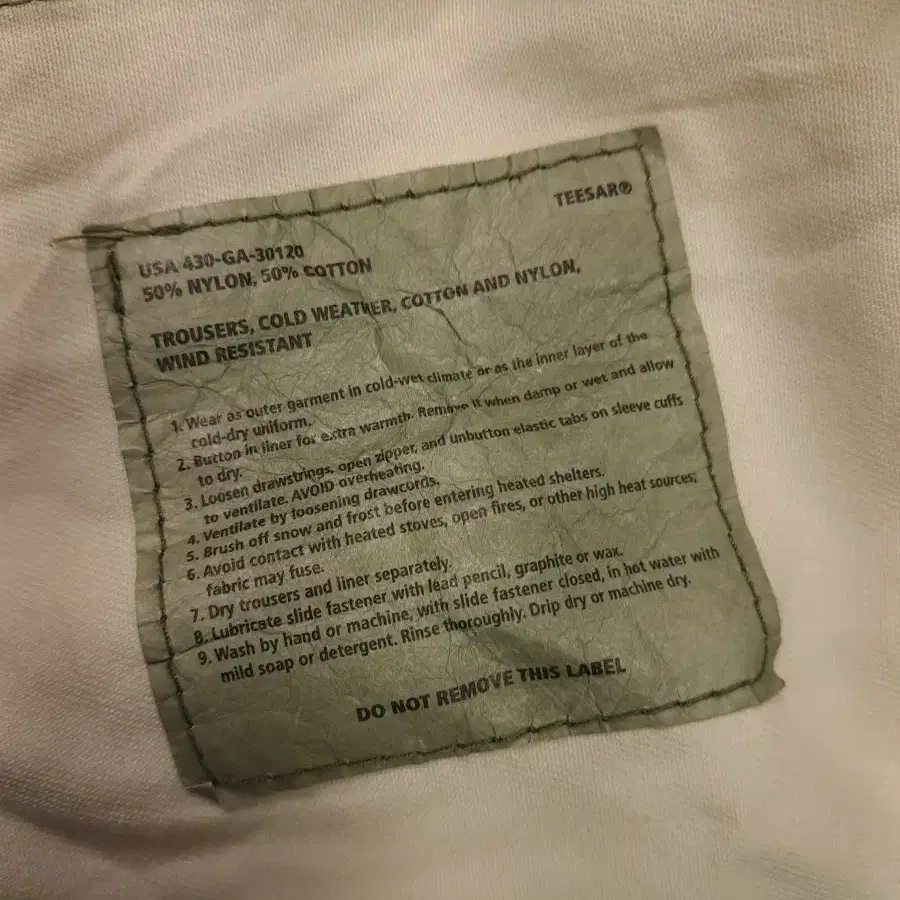 TEESAR®
USA 430-GA-30120
50% NYLON, 50% COTTON
TROUSERS, COLD WEATHER, COTTON AND NYLON,
WIND RESISTANT
1. Wear as outer garment in cold-wet climate or as the inner layer of the
cold-dry uniform.
2. Button in liner for extra warmth. Remove it when damp or wet and allow
to dry.
3. Loosen drawstrings, open zipper, and unbutton elastic tabs on sleeve cuffs
to ventilate. AVOID overheating.
4. Ventilate by loosening drawcords.
5. Brush off snow and frost before entering heated shelters.
6. Avoid contact with heated stoves, open fires, or other high heat sources;
fabric may fuse.
7. Dry trousers and liner separately.
8. Lubricate slide fastener with lead pencil, graphite or wax.
9. Wash by hand or machine, with slide fastener closed, in hot water with
mild soap or detergent. Rinse thoroughly. Drip dry or machine dry.
DO NOT REMOVE THIS LABEL